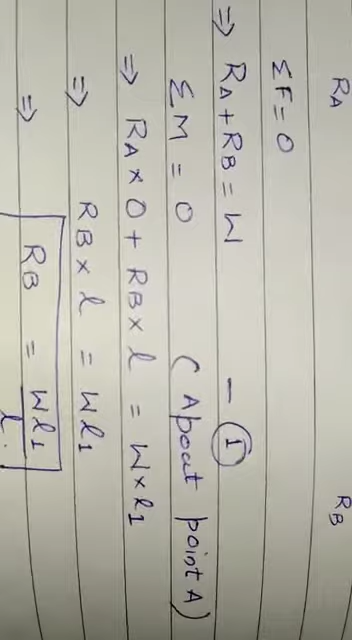 RA RB
ΣF=0
⇒ RA+RB = W — ①
ΣM = 0 (About point A)
⇒ RA×0 + RB×l = W×l1
⇒ RB×l = Wl1
⇒ RB = Wl1/l